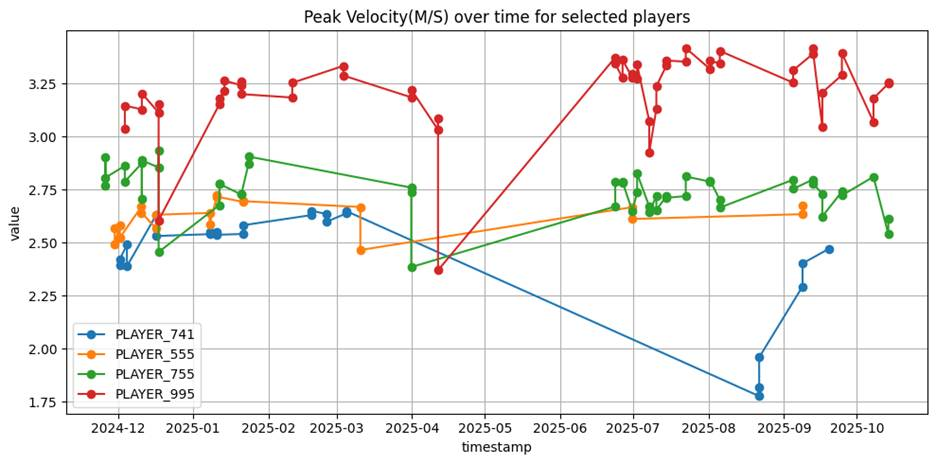 Peak Velocity(M/S) over time for selected players
value
3.25
3.00
2.75
2.50
2.25
2.00
1.75
PLAYER_741
PLAYER_555
PLAYER_755
PLAYER_995
2024-12 2025-01 2025-02 2025-03 2025-04 2025-05 2025-06 2025-07 2025-08 2025-09 2025-10
timestamp